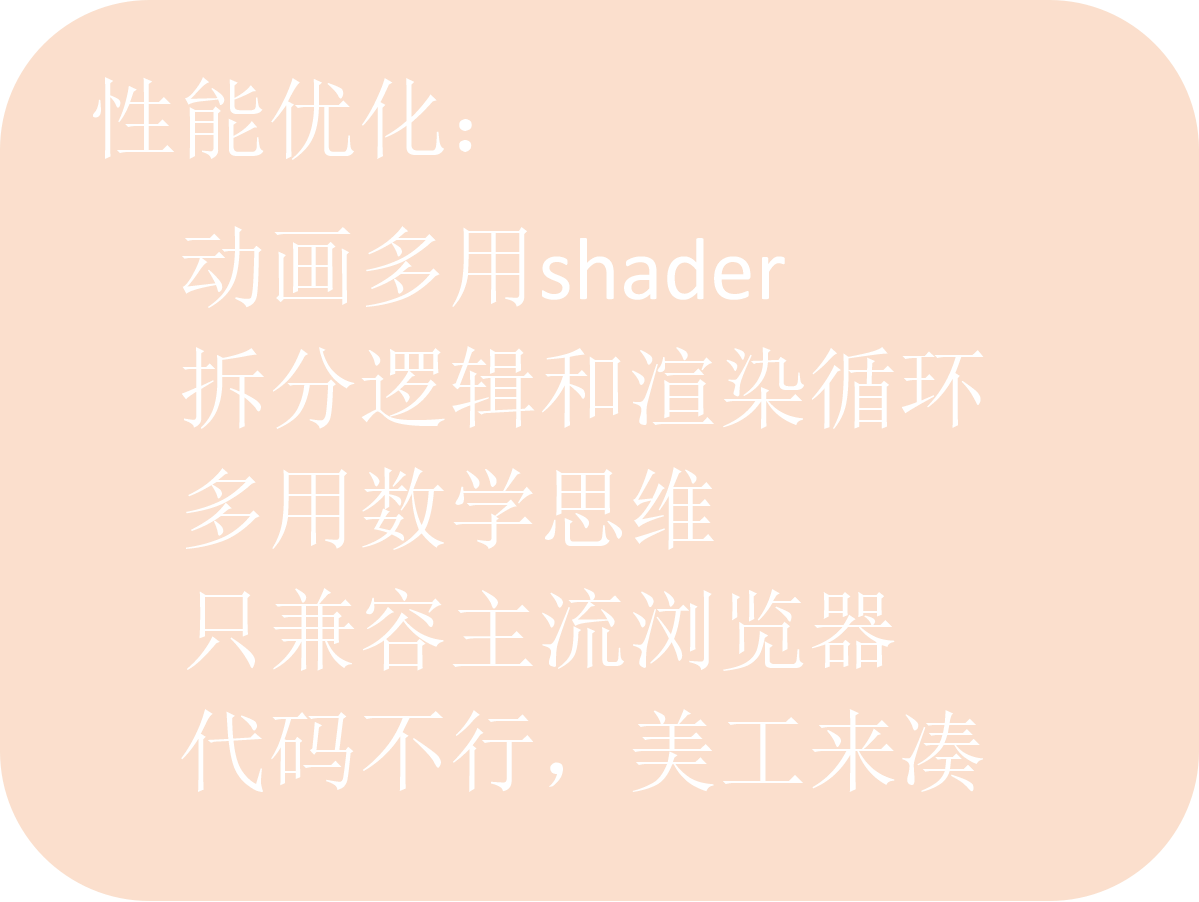 性能优化：
动画多用shader
拆分逻辑和渲染循环
多用数学思维
只兼容主流浏览器
代码不行，美工来凑